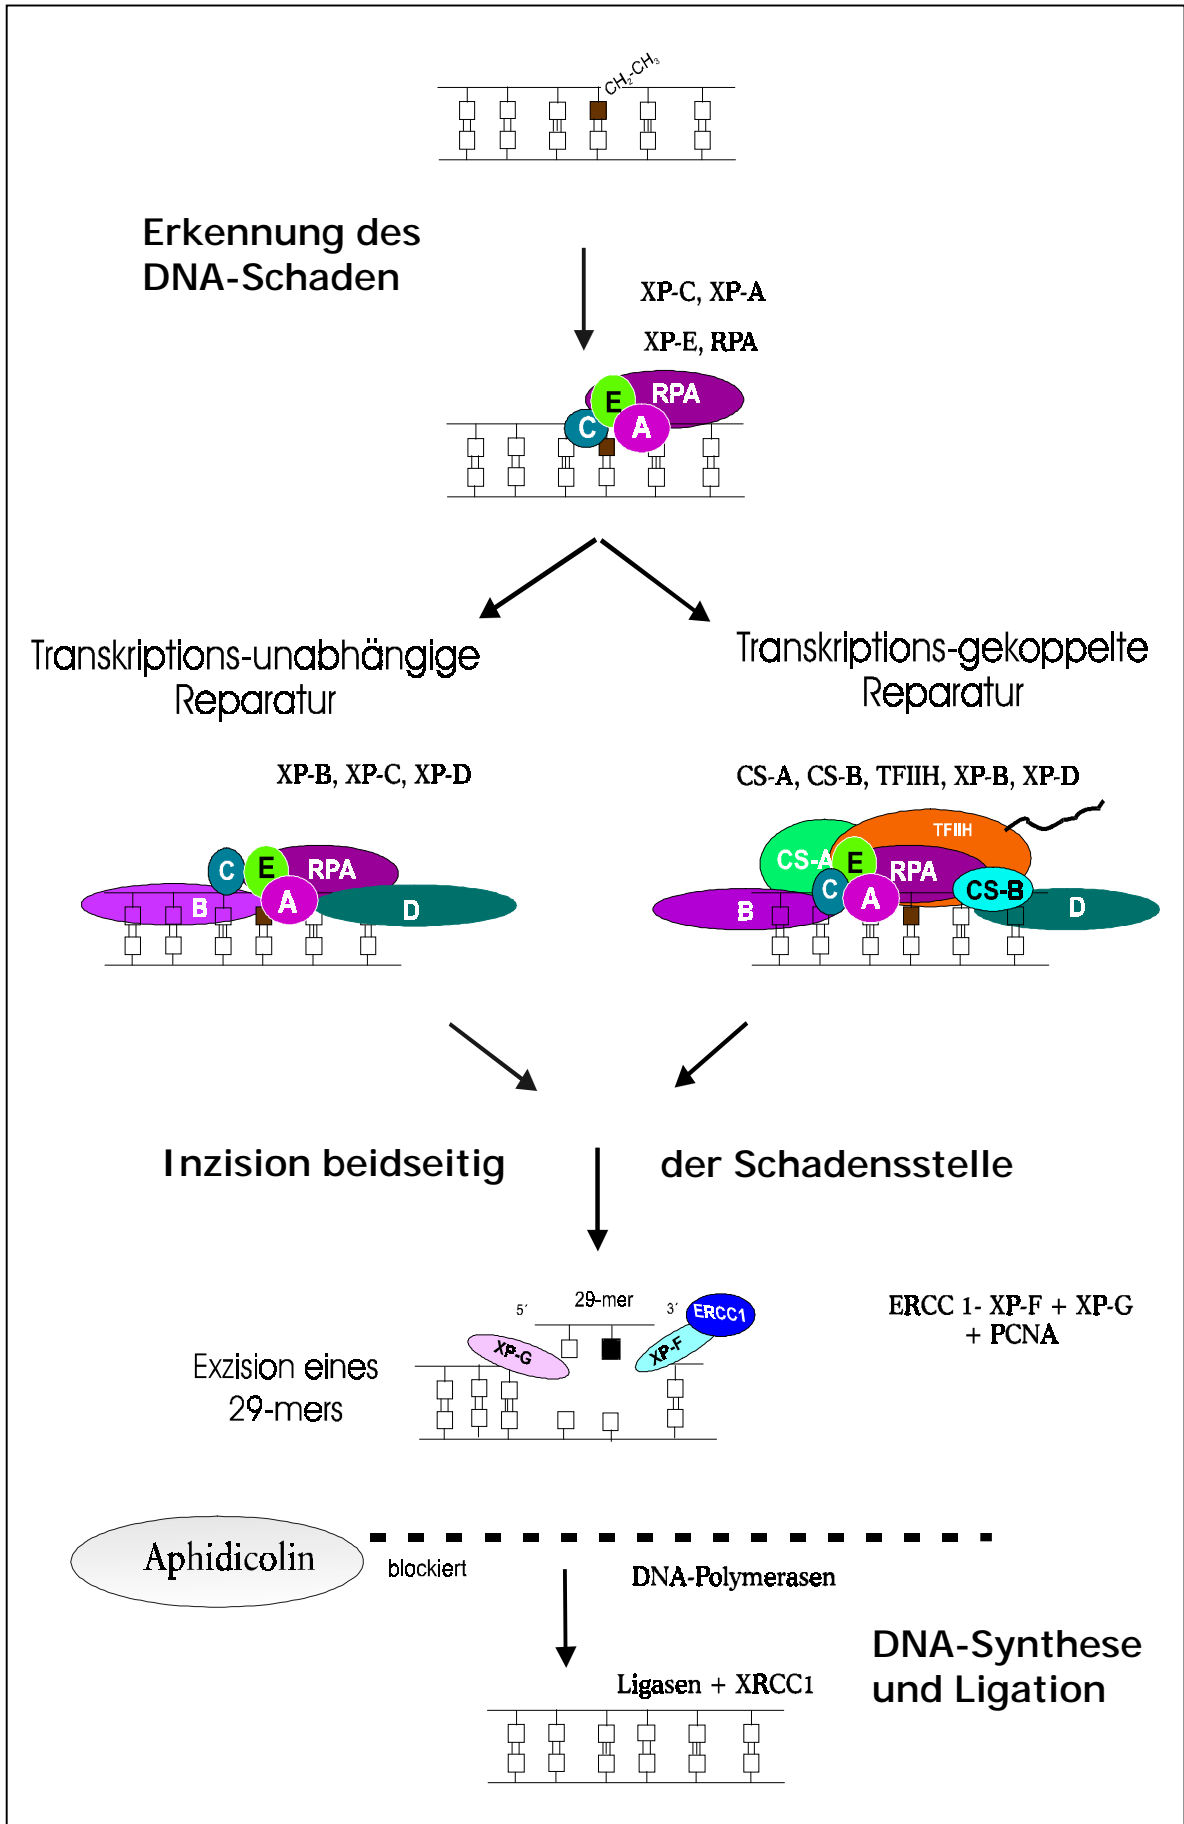 CH₂-CH₃
Erkennung des
DNA-Schaden
XP-C, XP-A
XP-E, RPA
E
RPA
C
A
Transkriptions-unabhängige
Reparatur
Transkriptions-gekoppelte
Reparatur
XP-B, XP-C, XP-D
CS-A, CS-B, TFIIH, XP-B, XP-D
C
E
RPA
B
A
D
TFIIH
CS-A
E
RPA
C
A
CS-B
B
D
Inzision beidseitig
der Schadensstelle
5´
29-mer
3´
ERCC1
XP-G
XP-F
ERCC 1- XP-F + XP-G
+ PCNA
Exzision eines
29-mers
Aphidicolin
blockiert
DNA-Polymerasen
DNA-Synthese
und Ligation
Ligasen + XRCC1